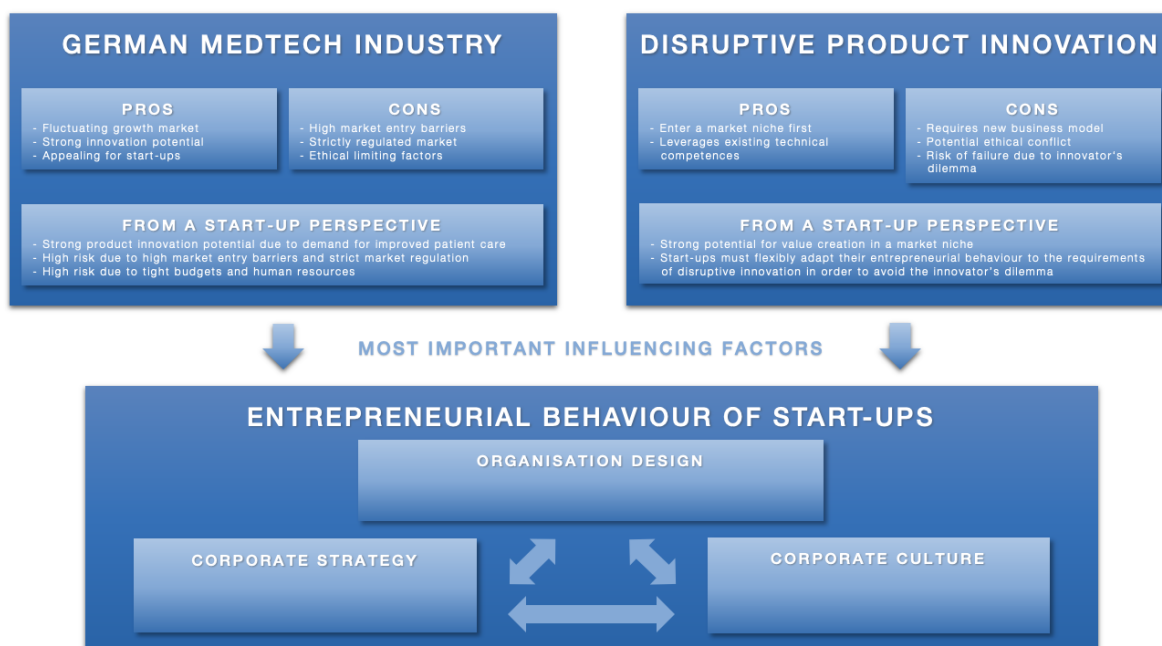 GERMAN MEDTECH INDUSTRY
PROS
- Fluctuating growth market
- Strong innovation potential
- Appealing for start-ups
CONS
- High market entry barriers
- Strictly regulated market
- Ethical limiting factors
FROM A START-UP PERSPECTIVE
- Strong product innovation potential due to demand for improved patient care
- High risk due to high market entry barriers and strict market regulation
- High risk due to tight budgets and human resources
DISRUPTIVE PRODUCT INNOVATION
PROS
- Enter a market niche first
- Leverages existing technical
competences
CONS
- Requires new business model
- Potential ethical conflict
- Risk of failure due to innovator's
dilemma
FROM A START-UP PERSPECTIVE
- Strong potential for value creation in a market niche
- Start-ups must flexibly adapt their entrepreneurial behaviour to the requirements
of disruptive innovation in order to avoid the innovator's dilemma
MOST IMPORTANT INFLUENCING FACTORS
ENTREPRENEURIAL BEHAVIOUR OF START-UPS
ORGANISATION DESIGN
CORPORATE STRATEGY
CORPORATE CULTURE